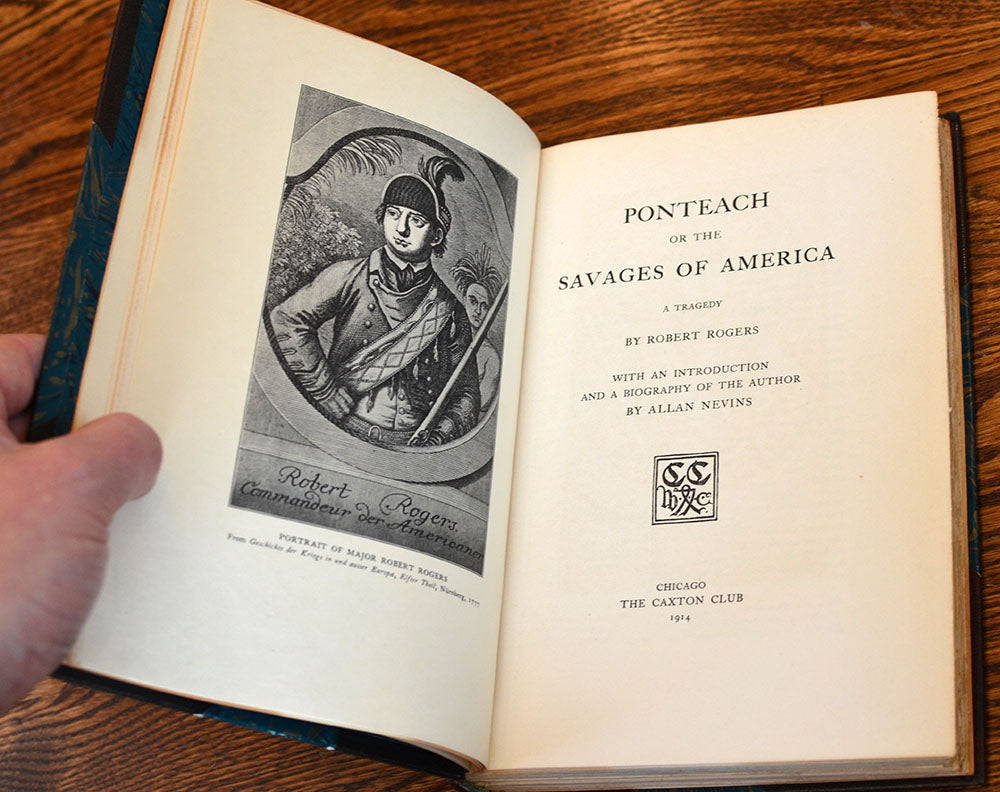 Robert Rogers.
Commandeur der Americaner
PORTRAIT OF MAJOR ROBERT ROGERS
From Geschichte der Kriege in und ausser Europa, Elfter Theil, Nürnberg, 1777
PONTEACH
OR THE
SAVAGES OF AMERICA
A TRAGEDY
BY ROBERT ROGERS
WITH AN INTRODUCTION
AND A BIOGRAPHY OF THE AUTHOR
BY ALLAN NEVINS
CC
CHICAGO
THE CAXTON CLUB
1914